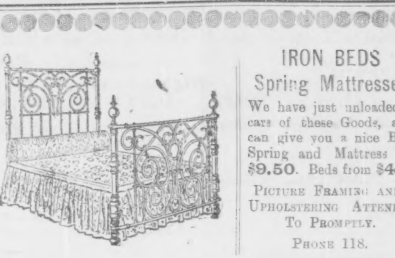 IRON BEDS
Spring Mattresse
We have just unloaded
cars of these Goods, a
can give you a nice B
Spring and Mattress
$9.50. Beds from $4
PICTURE FRAMING AN
UPHOLSTERING ATTEN
TO PROMPTLY.
PHONE 118.